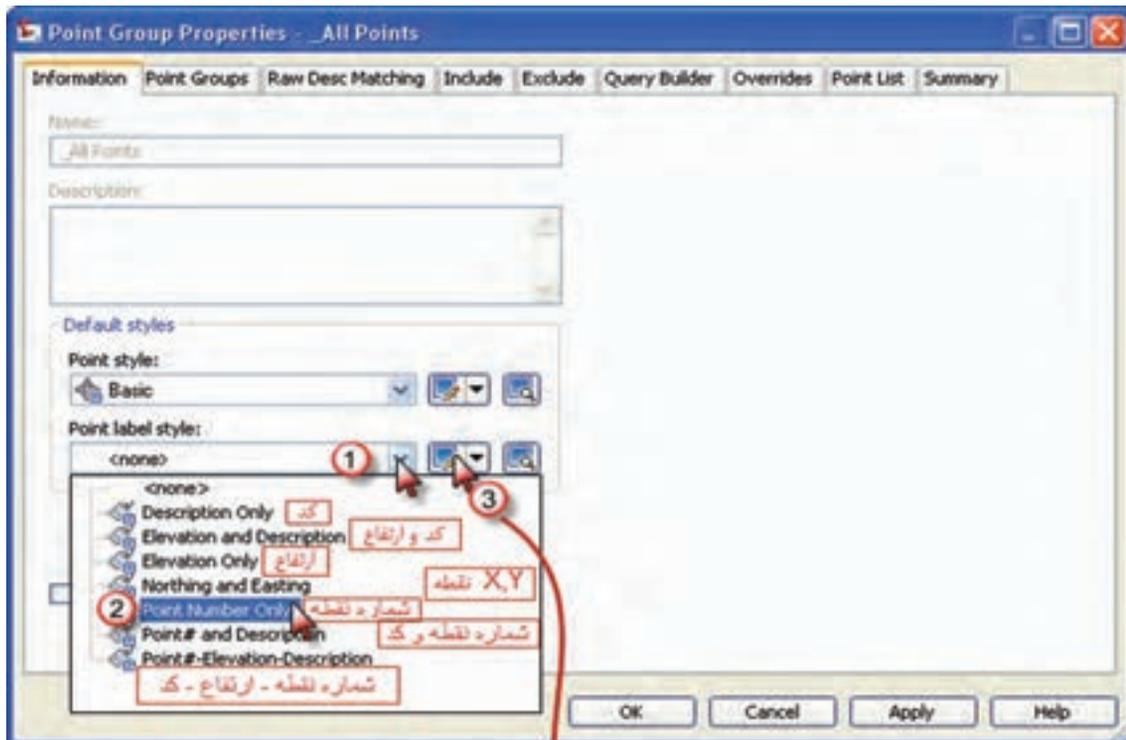 Point Group Properties - _All Points
Information Point Groups Raw Desc Matching Include Exclude Query Builder Overrides Point List Summary
Name:
_All Points
Description:
Default styles
Point style:
Basic
Point label style:
<none>
1
3
<none>
Description Only کد
Elevation and Description کد و ارتفاع
Elevation Only ارتفاع
Northing and Easting X,Y نقطه
2 Point Number Only شماره نقطه
Point# and Description شماره نقطه و کد
Point#-Elevation-Description
شماره نقطه - ارتفاع - کد
OK Cancel Apply Help